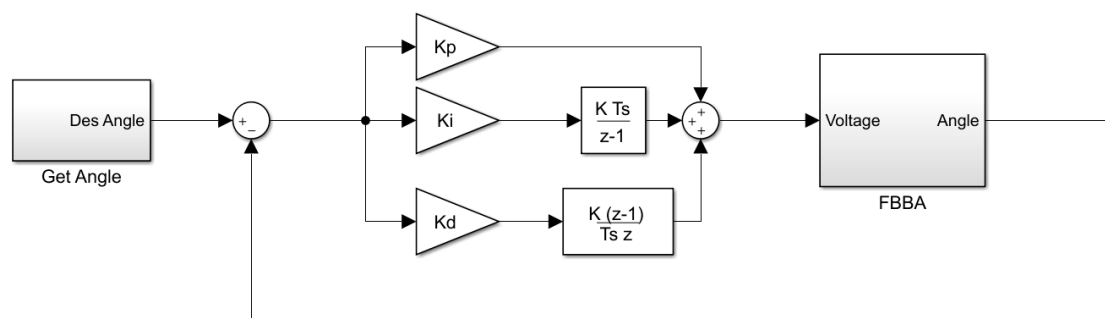 Des Angle
Get Angle
+
−
Kp
Ki
Kd
K Ts
z-1
K (z-1)
Ts z
+
+
+
Voltage
Angle
FBBA